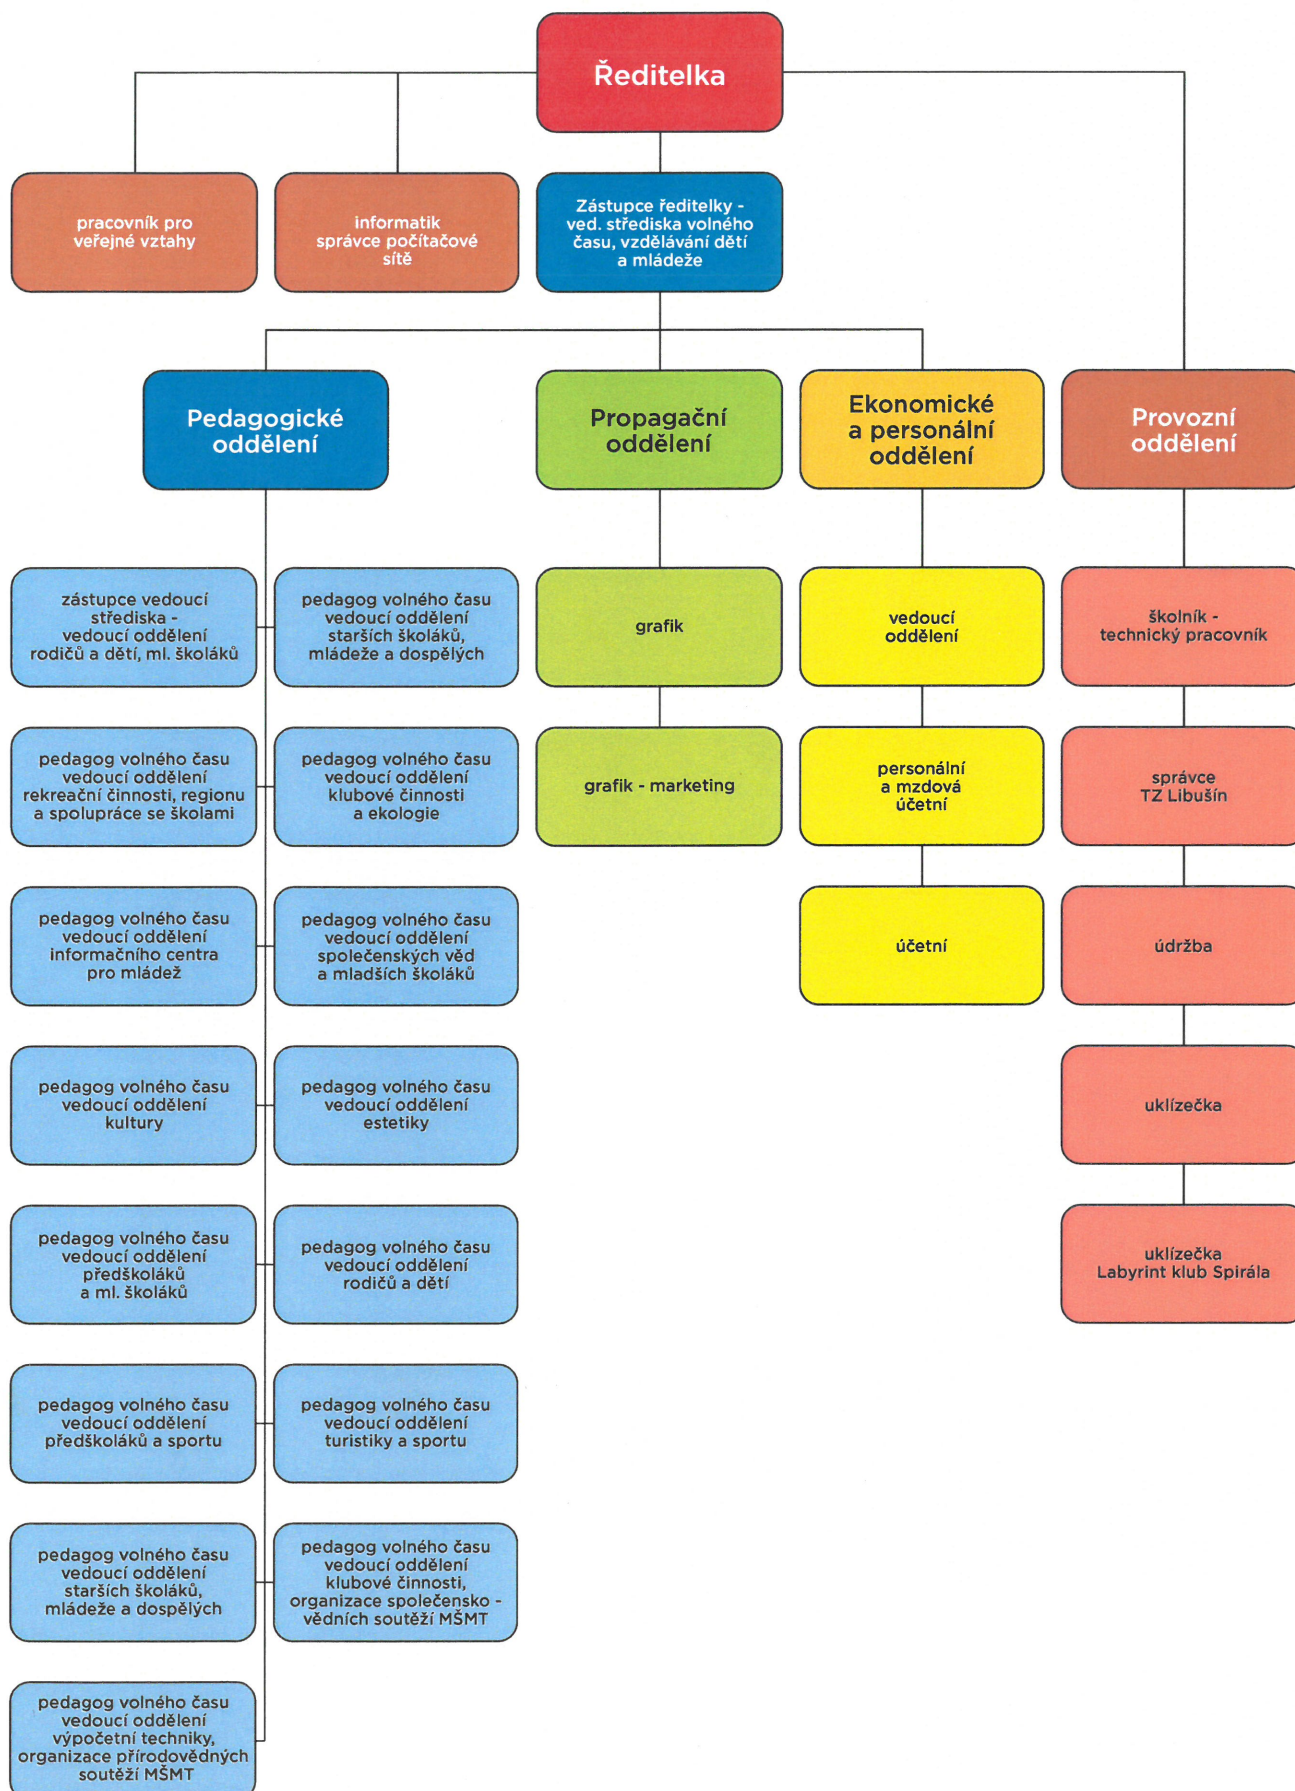 Ředitelka
pracovník pro
veřejné vztahy
informatik
správce počítačové
sítě
Zástupce ředitelky -
ved. střediska volného
času, vzdělávání dětí
a mládeže
Pedagogické
oddělení
Propagační
oddělení
Ekonomické
a personální
oddělení
Provozní
oddělení
zástupce vedoucí
střediska -
vedoucí oddělení
rodičů a dětí, ml. školáků
pedagog volného času
vedoucí oddělení
starších školáků,
mládeže a dospělých
grafik
vedoucí
oddělení
školník -
technický pracovník
pedagog volného času
vedoucí oddělení
rekreační činnosti, regionu
a spolupráce se školami
pedagog volného času
vedoucí oddělení
klubové činnosti
a ekologie
grafik - marketing
personální
a mzdová
účetní
správce
TZ Libušín
pedagog volného času
vedoucí oddělení
informačního centra
pro mládež
pedagog volného času
vedoucí oddělení
společenských věd
a mladších školáků
účetní
údržba
pedagog volného času
vedoucí oddělení
kultury
pedagog volného času
vedoucí oddělení
estetiky
uklízečka
pedagog volného času
vedoucí oddělení
předškoláků
a ml. školáků
pedagog volného času
vedoucí oddělení
rodičů a dětí
uklízečka
Labyrint klub Spirála
pedagog volného času
vedoucí oddělení
předškoláků a sportu
pedagog volného času
vedoucí oddělení
turistiky a sportu
pedagog volného času
vedoucí oddělení
starších školáků,
mládeže a dospělých
pedagog volného času
vedoucí oddělení
klubové činnosti,
organizace společensko -
vědních soutěží MŠMT
pedagog volného času
vedoucí oddělení
výpočetní techniky,
organizace přírodovědných
soutěží MŠMT